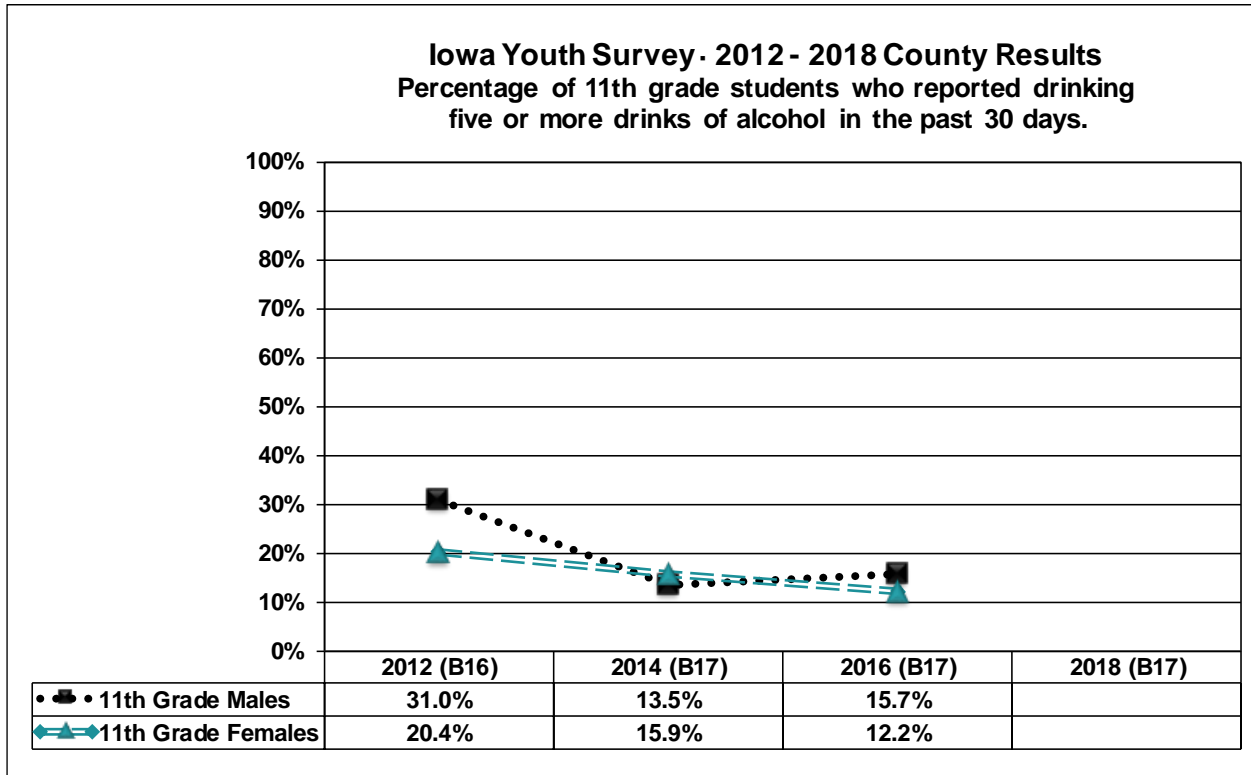 Iowa Youth Survey · 2012 - 2018 County Results
Percentage of 11th grade students who reported drinking
five or more drinks of alcohol in the past 30 days.
100%
90%
80%
70%
60%
50%
40%
30%
20%
10%
0%
2012 (B16) 2014 (B17) 2016 (B17) 2018 (B17)
11th Grade Males 31.0% 13.5% 15.7%
11th Grade Females 20.4% 15.9% 12.2%